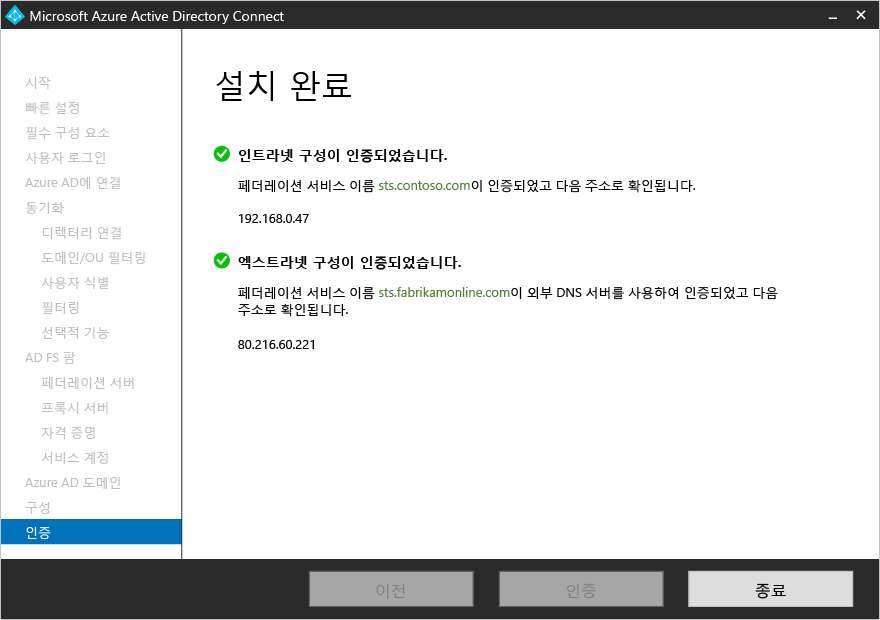 Microsoft Azure Active Directory Connect
시작
빠른 설정
필수 구성 요소
사용자 로그인
Azure AD에 연결
동기화
디렉터리 연결
도메인/OU 필터링
사용자 식별
필터링
선택적 기능
AD FS 팜
페더레이션 서버
프록시 서버
자격 증명
서비스 계정
Azure AD 도메인
구성
인증
설치 완료
인트라넷 구성이 인증되었습니다.
페더레이션 서비스 이름 sts.contoso.com이 인증되었고 다음 주소로 확인됩니다.
192.168.0.47
엑스트라넷 구성이 인증되었습니다.
페더레이션 서비스 이름 sts.fabrikamonline.com이 외부 DNS 서버를 사용하여 인증되었고 다음
주소로 확인됩니다.
80.216.60.221
이전
인증
종료